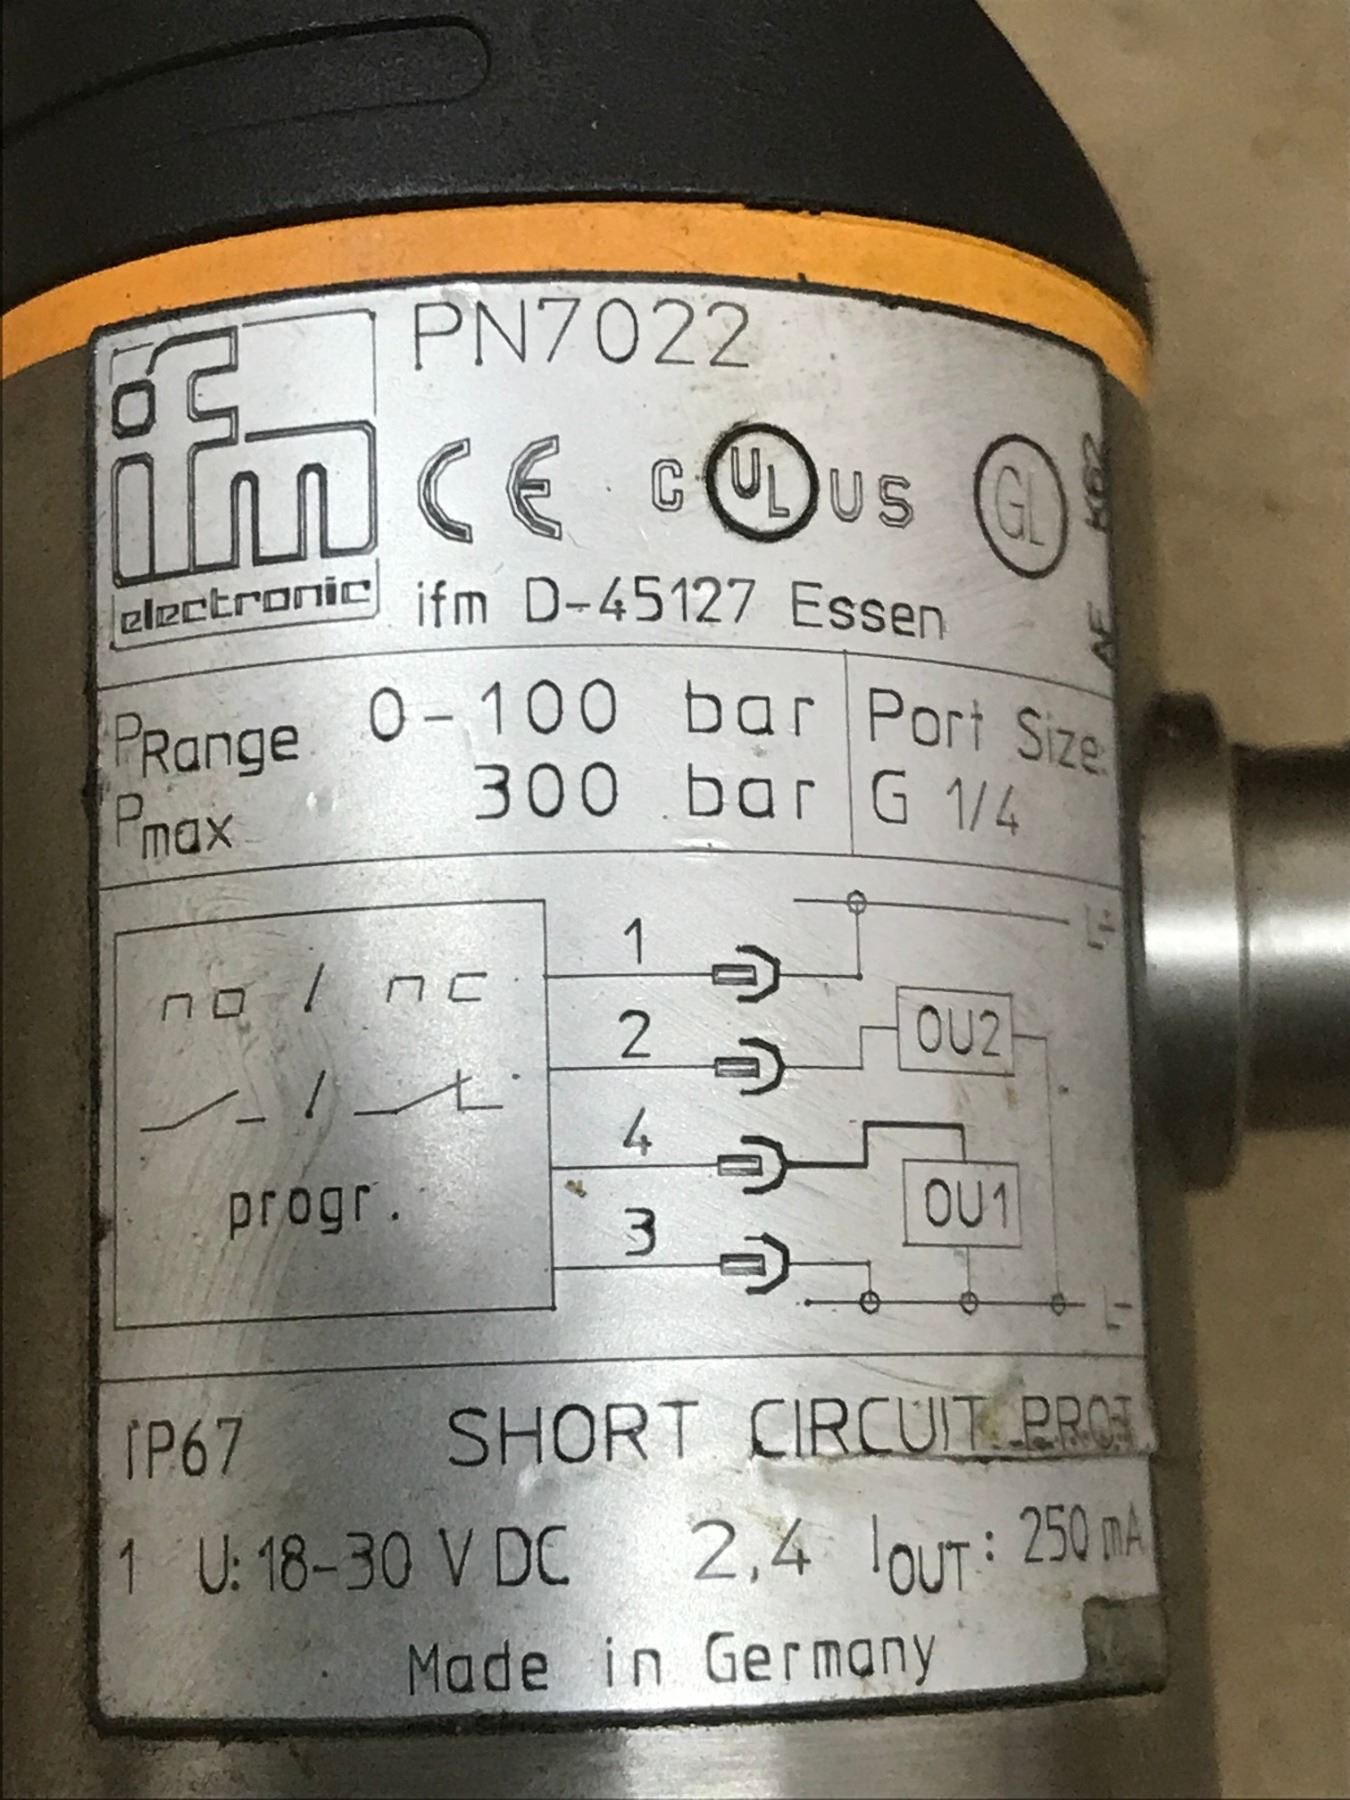 ifm
electronic
PN7022
CE C UL US GL
ifm D-45127 Essen
PRange 0-100 bar
Pmax 300 bar
Port Size:
G 1/4
no / nc
progr.
1
2
4
3
L+
OU2
OU1
L-
IP67 SHORT CIRCUIT PROT
1 U: 18-30 V DC 2,4 IOUT: 250 mA
Made in Germany